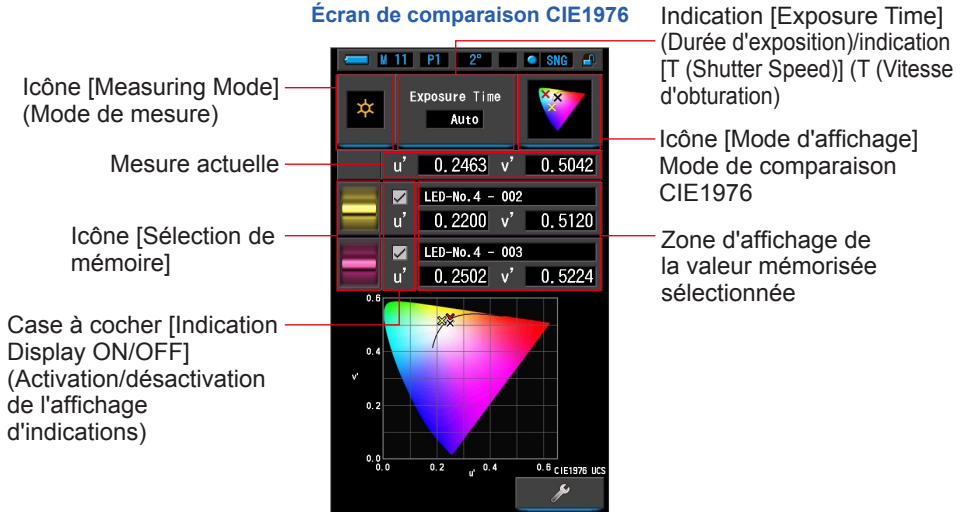 Écran de comparaison CIE1976
Icône [Measuring Mode]
(Mode de mesure)
Mesure actuelle
Icône [Sélection de
mémoire]
Case à cocher [Indication
Display ON/OFF]
(Activation/désactivation
de l'affichage
d'indications)
M 11 P1 2° SNG
Exposure Time
Auto
u' 0.2463 v' 0.5042
LED-No.4 - 002
u' 0.2200 v' 0.5120
LED-No.4 - 003
u' 0.2502 v' 0.5224
0.6
0.4
v'
0.2
0.0
0.0 0.2 u' 0.4 0.6 CIE1976 UCS
Indication [Exposure Time]
(Durée d'exposition)/indication
[T (Shutter Speed)] (T (Vitesse
d'obturation)
Icône [Mode d'affichage]
Mode de comparaison
CIE1976
Zone d'affichage de
la valeur mémorisée
sélectionnée